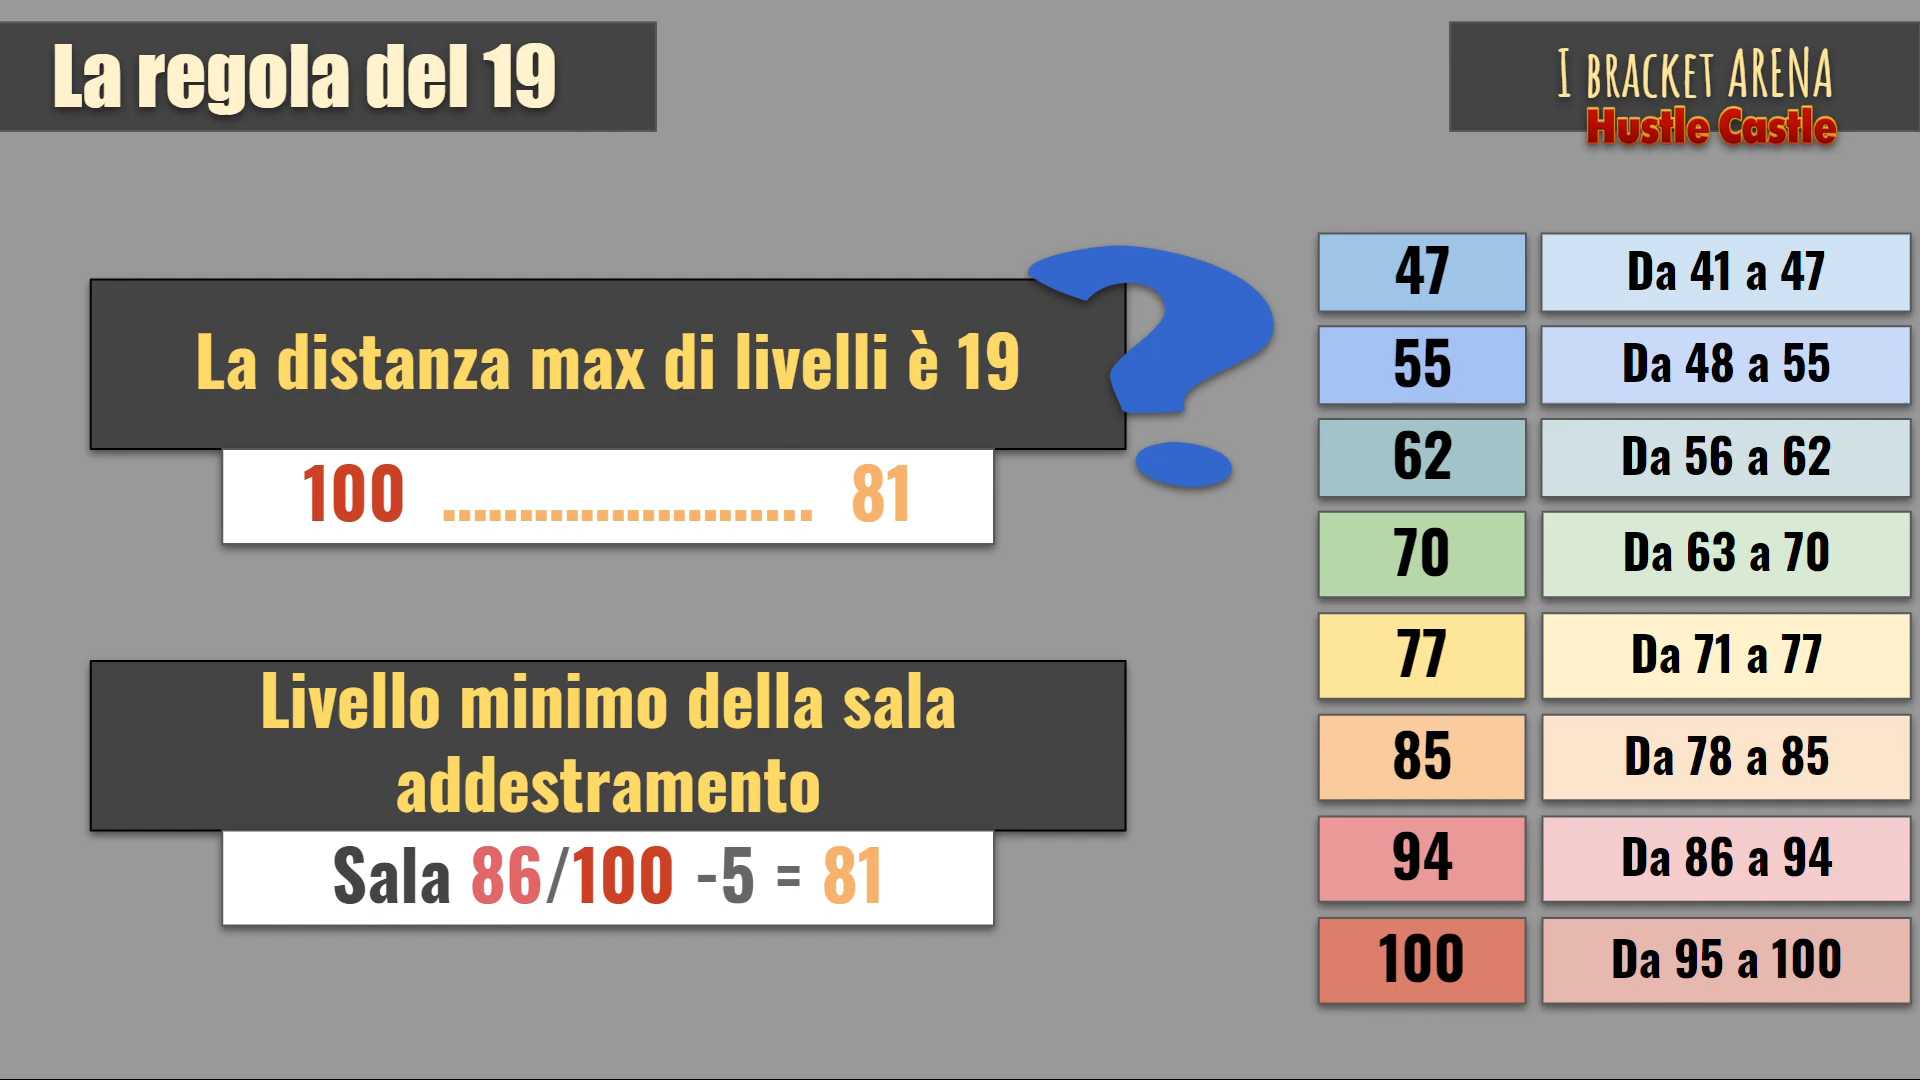 La regola del 19
I BRACKET ARENA
Hustle Castle
La distanza max di livelli è 19
?
100 ........................ 81
Livello minimo della sala
addestramento
Sala 86/100 -5 = 81
47 Da 41 a 47
55 Da 48 a 55
62 Da 56 a 62
70 Da 63 a 70
77 Da 71 a 77
85 Da 78 a 85
94 Da 86 a 94
100 Da 95 a 100